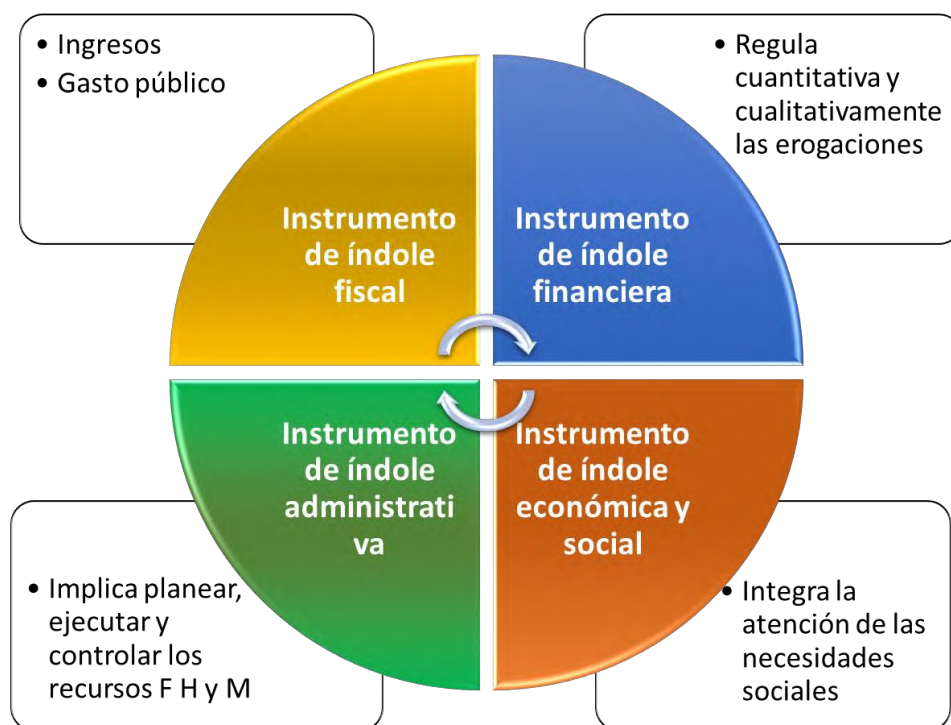 • Ingresos
• Gasto público
• Regula
cuantitativa y
cualitativamente
las erogaciones
Instrumento
de índole
fiscal
Instrumento
de índole
financiera
Instrumento
de índole
administrati
va
Instrumento
de índole
económica y
social
• Implica planear,
ejecutar y
controlar los
recursos F H y M
• Integra la
atención de las
necesidades
sociales